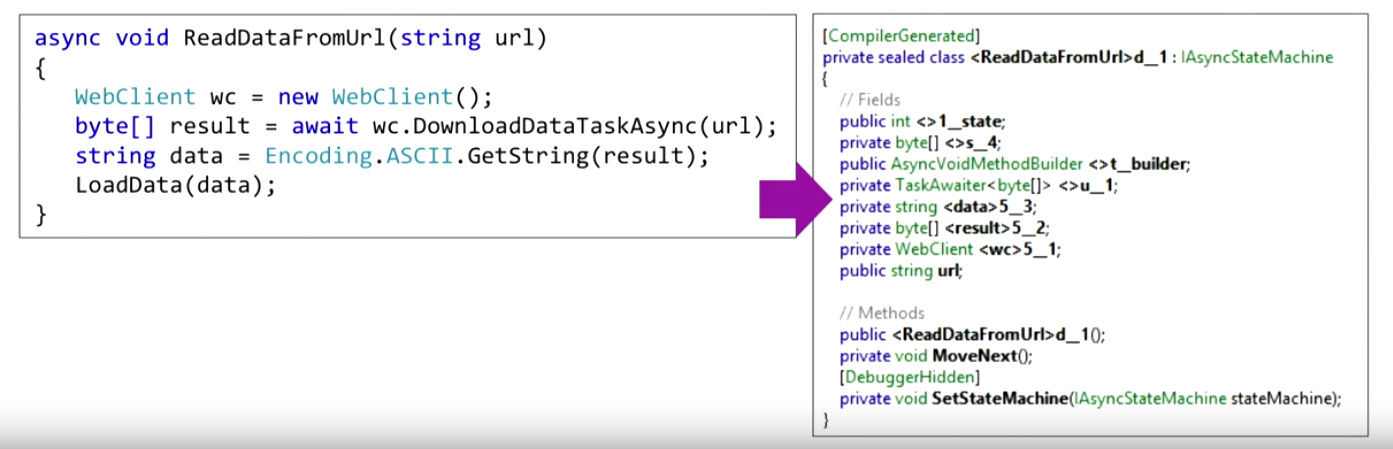 async void ReadDataFromUrl(string url)
{
WebClient wc = new WebClient();
byte[] result = await wc.DownloadDataTaskAsync(url);
string data = Encoding.ASCII.GetString(result);
LoadData(data);
}
[CompilerGenerated]
private sealed class <ReadDataFromUrl>d__1 : IAsyncStateMachine
{
// Fields
public int <>1__state;
private byte[] <>s__4;
public AsyncVoidMethodBuilder <>t__builder;
private TaskAwaiter<byte[]> <>u__1;
private string <data>5__3;
private byte[] <result>5__2;
private WebClient <wc>5__1;
public string url;
// Methods
public <ReadDataFromUrl>d__1();
private void MoveNext();
[DebuggerHidden]
private void SetStateMachine(IAsyncStateMachine stateMachine);
}